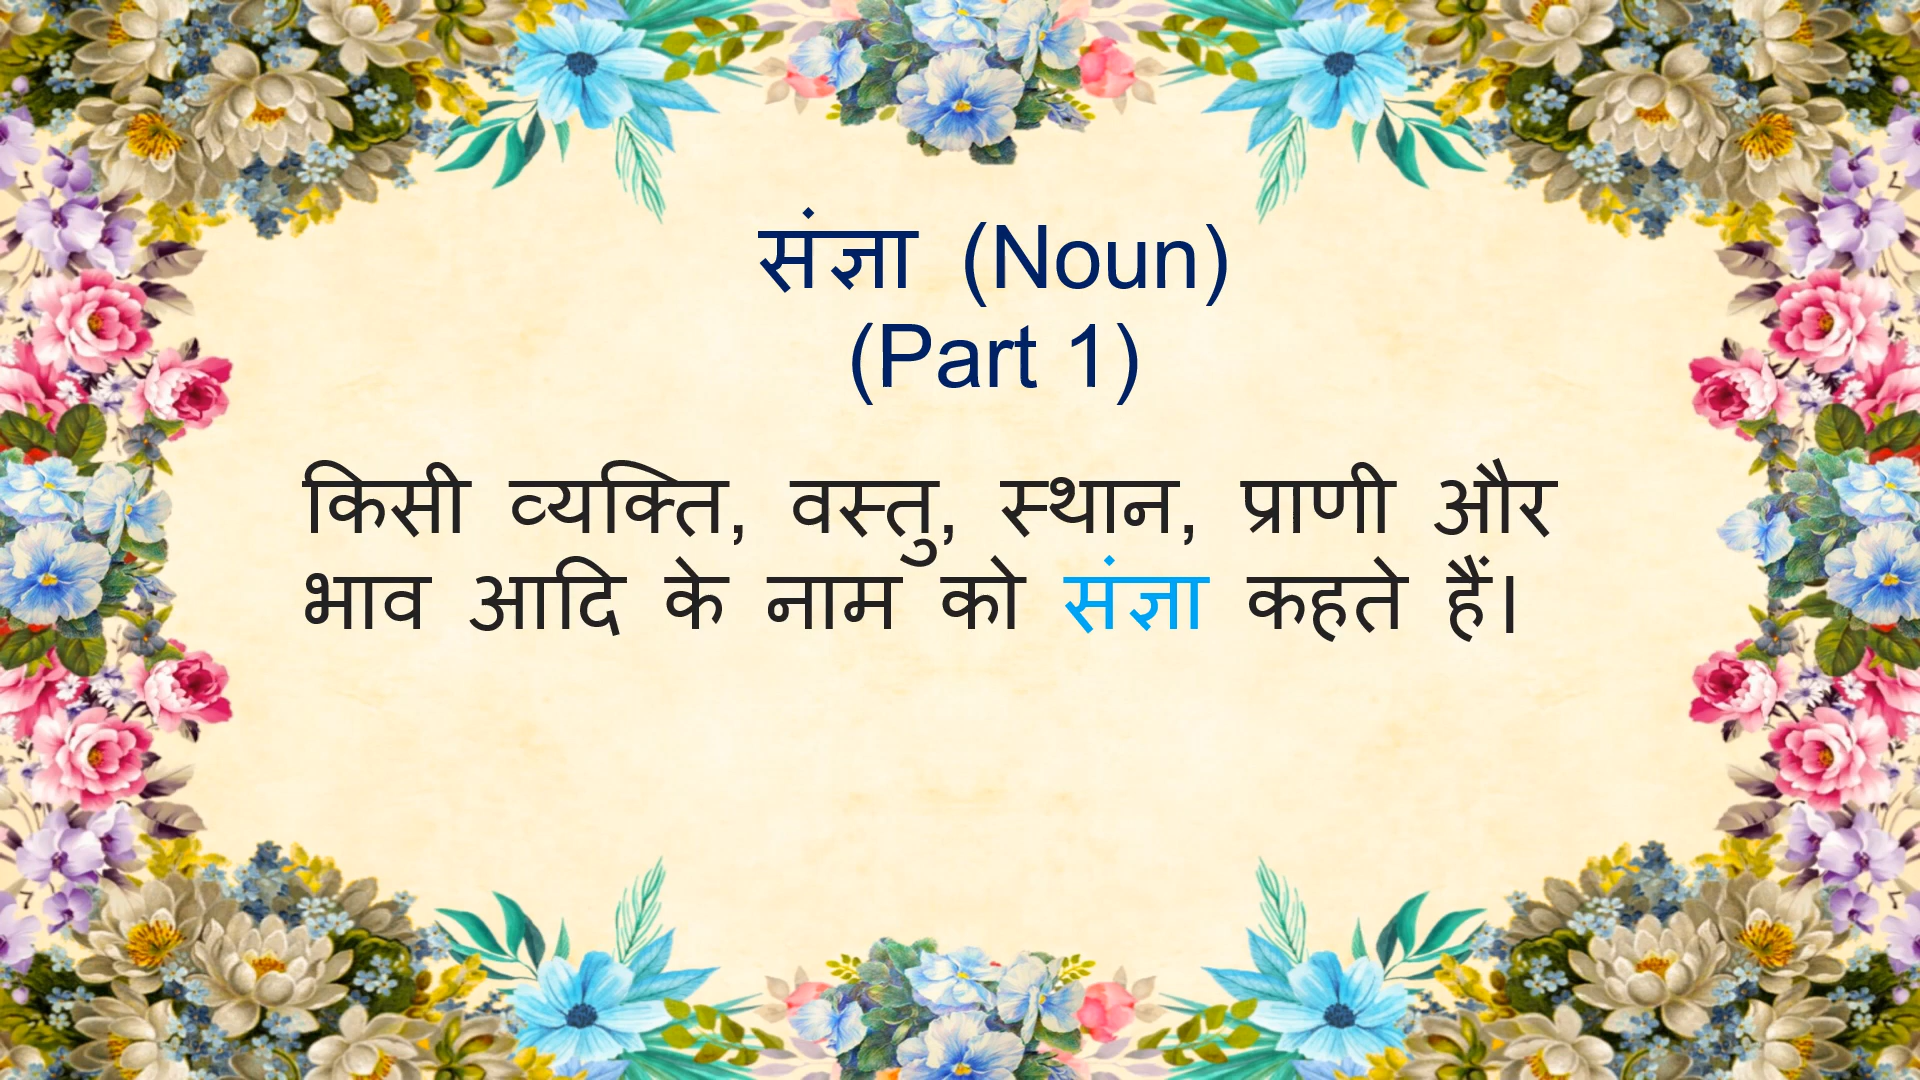 संज्ञा (Noun)
(Part 1)
किसी व्यक्ति, वस्तु, स्थान, प्राणी और
भाव आदि के नाम को संज्ञा कहते हैं।